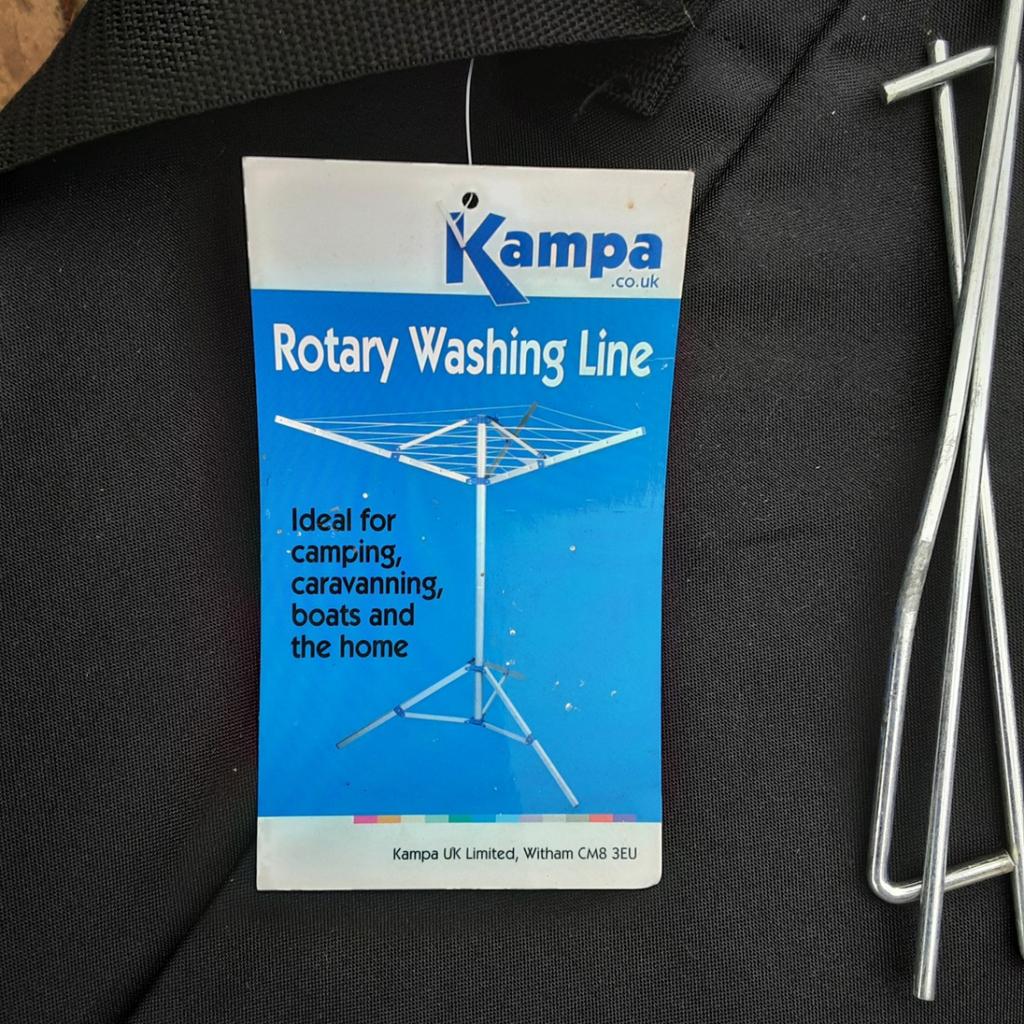 Kampa
.co.uk
Rotary Washing Line
Ideal for
camping,
caravanning,
boats and
the home
Kampa UK Limited, Witham CM8 3EU